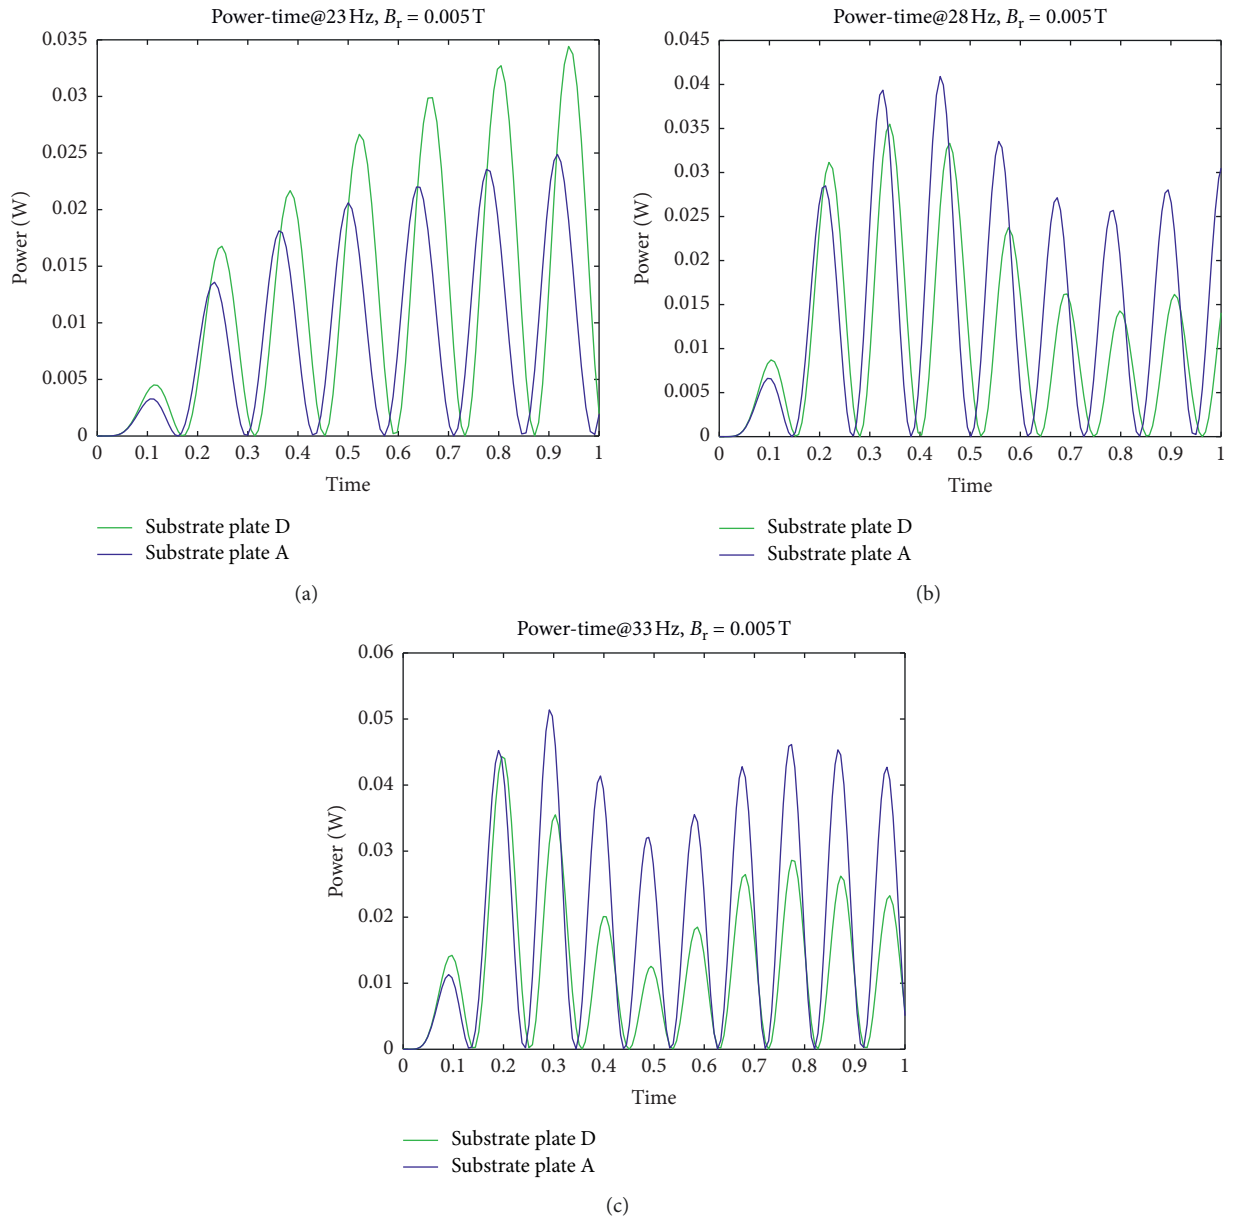 Power-time@23 Hz, Br = 0.005 T
0.035
0.03
0.025
0.02
0.015
0.01
0.005
0
Power (W)
0 0.1 0.2 0.3 0.4 0.5 0.6 0.7 0.8 0.9 1
Time
Substrate plate D
Substrate plate A
(a)
Power-time@28 Hz, Br = 0.005 T
0.045
0.04
0.035
0.03
0.025
0.02
0.015
0.01
0.005
0
Power (W)
0 0.1 0.2 0.3 0.4 0.5 0.6 0.7 0.8 0.9 1
Time
Substrate plate D
Substrate plate A
(b)
Power-time@33 Hz, Br = 0.005 T
0.06
0.05
0.04
0.03
0.02
0.01
0
Power (W)
0 0.1 0.2 0.3 0.4 0.5 0.6 0.7 0.8 0.9 1
Time
Substrate plate D
Substrate plate A
(c)